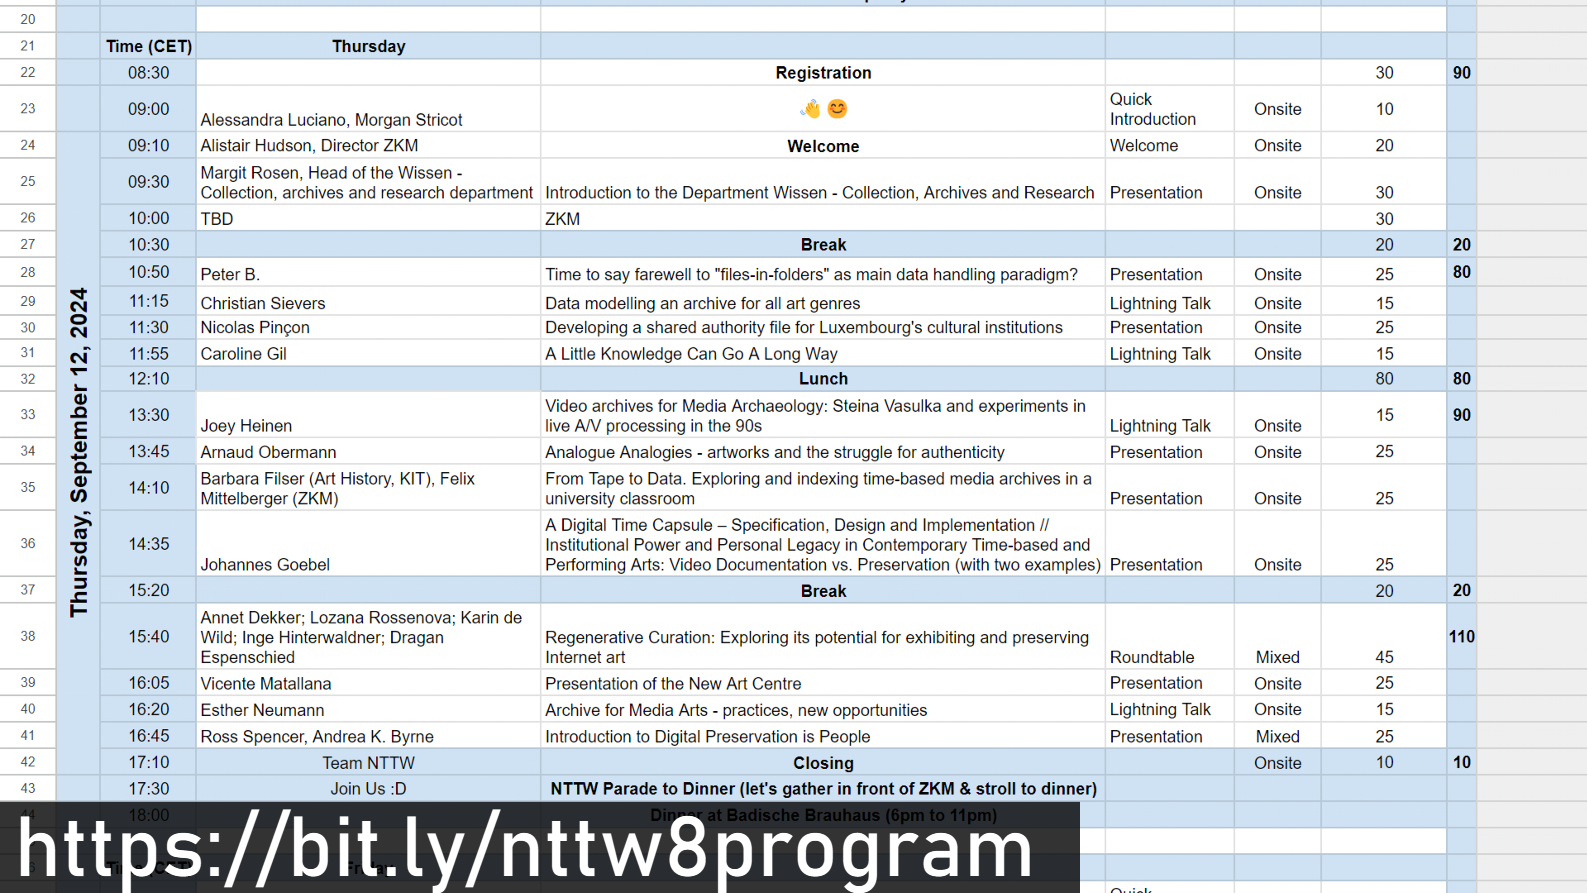 20
21 Time (CET) Thursday
22 08:30 Registration 30 90
23 09:00 Alessandra Luciano, Morgan Stricot 👋 😊 Quick Introduction Onsite 10
24 09:10 Alistair Hudson, Director ZKM Welcome Welcome Onsite 20
25 09:30 Margit Rosen, Head of the Wissen -
Collection, archives and research department Introduction to the Department Wissen - Collection, Archives and Research Presentation Onsite 30
26 10:00 TBD ZKM 30
27 10:30 Break 20 20
28 10:50 Peter B. Time to say farewell to "files-in-folders" as main data handling paradigm? Presentation Onsite 25 80
29 11:15 Christian Sievers Data modelling an archive for all art genres Lightning Talk Onsite 15
30 11:30 Nicolas Pinçon Developing a shared authority file for Luxembourg's cultural institutions Presentation Onsite 25
31 11:55 Caroline Gil A Little Knowledge Can Go A Long Way Lightning Talk Onsite 15
32 12:10 Lunch 80 80
33 13:30 Joey Heinen Video archives for Media Archaeology: Steina Vasulka and experiments in
live A/V processing in the 90s Lightning Talk Onsite 15 90
34 13:45 Arnaud Obermann Analogue Analogies - artworks and the struggle for authenticity Presentation Onsite 25
35 14:10 Barbara Filser (Art History, KIT), Felix
Mittelberger (ZKM) From Tape to Data. Exploring and indexing time-based media archives in a
university classroom Presentation Onsite 25
36 14:35 Johannes Goebel A Digital Time Capsule – Specification, Design and Implementation //
Institutional Power and Personal Legacy in Contemporary Time-based and
Performing Arts: Video Documentation vs. Preservation (with two examples) Presentation Onsite 25
37 15:20 Break 20 20
38 15:40 Annet Dekker; Lozana Rossenova; Karin de
Wild; Inge Hinterwaldner; Dragan
Espenschied Regenerative Curation: Exploring its potential for exhibiting and preserving
Internet art Roundtable Mixed 45 110
39 16:05 Vicente Matallana Presentation of the New Art Centre Presentation Onsite 25
40 16:20 Esther Neumann Archive for Media Arts - practices, new opportunities Lightning Talk Onsite 15
41 16:45 Ross Spencer, Andrea K. Byrne Introduction to Digital Preservation is People Presentation Mixed 25
42 17:10 Team NTTW Closing Onsite 10 10
43 17:30 Join Us :D NTTW Parade to Dinner (let's gather in front of ZKM & stroll to dinner)
44 18:00 Dinner at Badische Brauhaus (6pm to 11pm)
Time (CET) Friday
Quick
Thursday, September 12, 2024
https://bit.ly/nttw8program